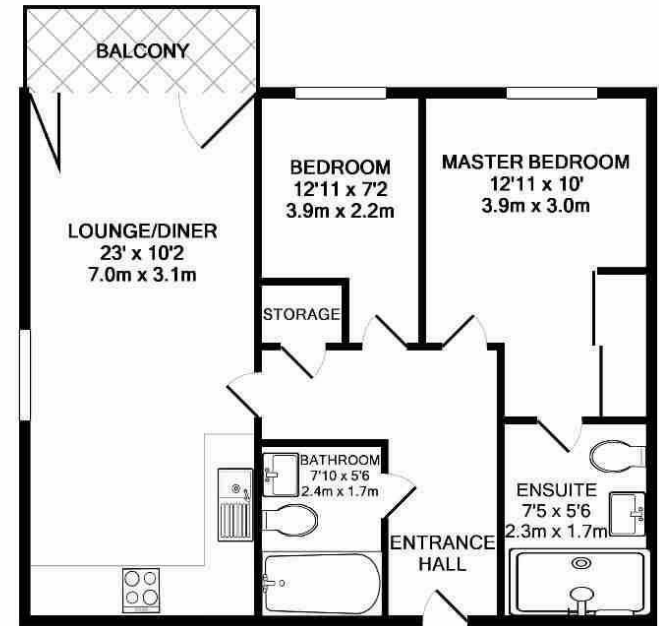 BALCONY
LOUNGE/DINER
23' x 10'2
7.0m x 3.1m
BEDROOM
12'11 x 7'2
3.9m x 2.2m
MASTER BEDROOM
12'11 x 10'
3.9m x 3.0m
STORAGE
BATHROOM
7'10 x 5'6
2.4m x 1.7m
ENTRANCE
HALL
ENSUITE
7'5 x 5'6
2.3m x 1.7m